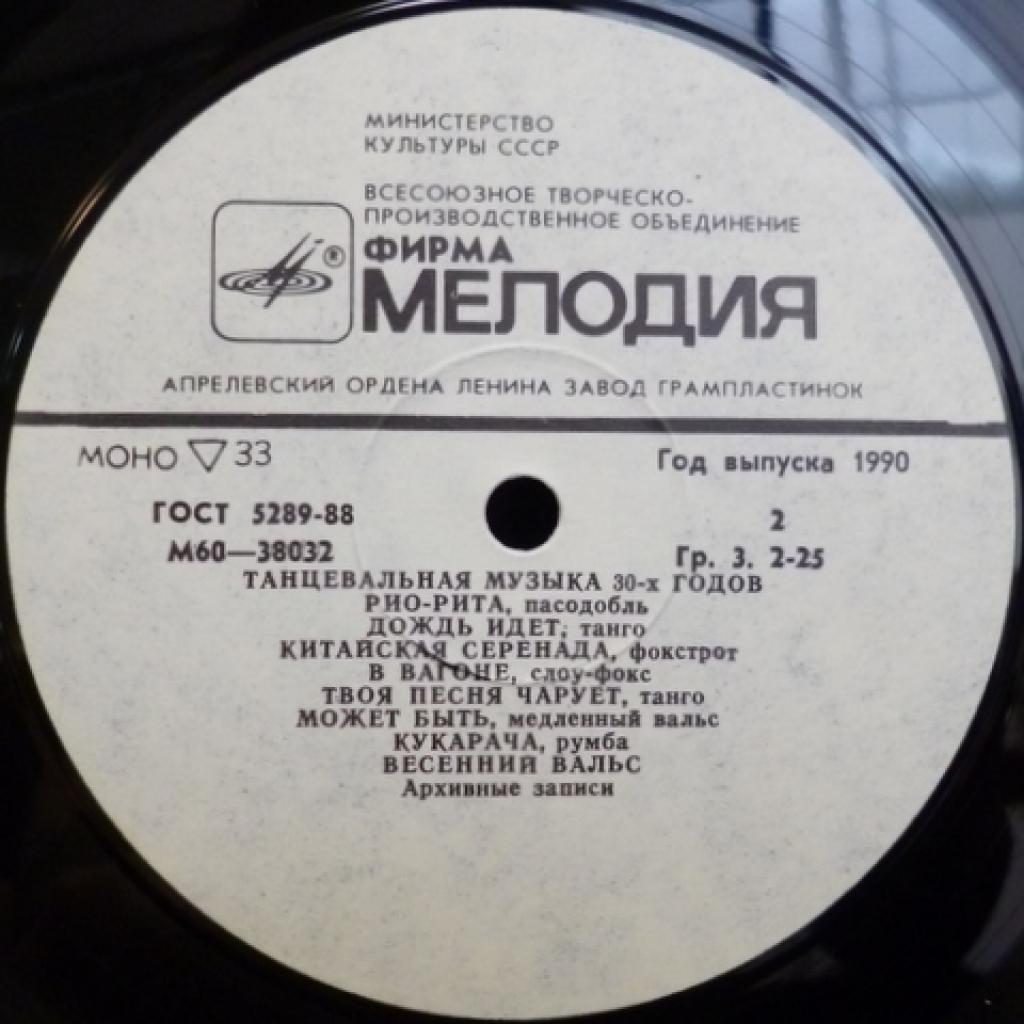 МИНИСТЕРСТВО
КУЛЬТУРЫ СССР
ВСЕСОЮЗНОЕ ТВОРЧЕСКО-
ПРОИЗВОДСТВЕННОЕ ОБЪЕДИНЕНИЕ
ФИРМА
®
МЕЛОДИЯ
АПРЕЛЕВСКИЙ ОРДЕНА ЛЕНИНА ЗАВОД ГРАМПЛАСТИНОК
МОНО ▽ 33 Год выпуска 1990
ГОСТ 5289-88 2
М60—38032 Гр. 3. 2-25
ТАНЦЕВАЛЬНАЯ МУЗЫКА 30-х ГОДОВ
РИО-РИТА, пасодобль
ДОЖДЬ ИДЕТ, танго
КИТАЙСКАЯ СЕРЕНАДА, фокстрот
В ВАГОНЕ, слоу-фокс
ТВОЯ ПЕСНЯ ЧАРУЕТ, танго
МОЖЕТ БЫТЬ, медленный вальс
КУКАРАЧА, румба
ВЕСЕННИЙ ВАЛЬС
Архивные записи